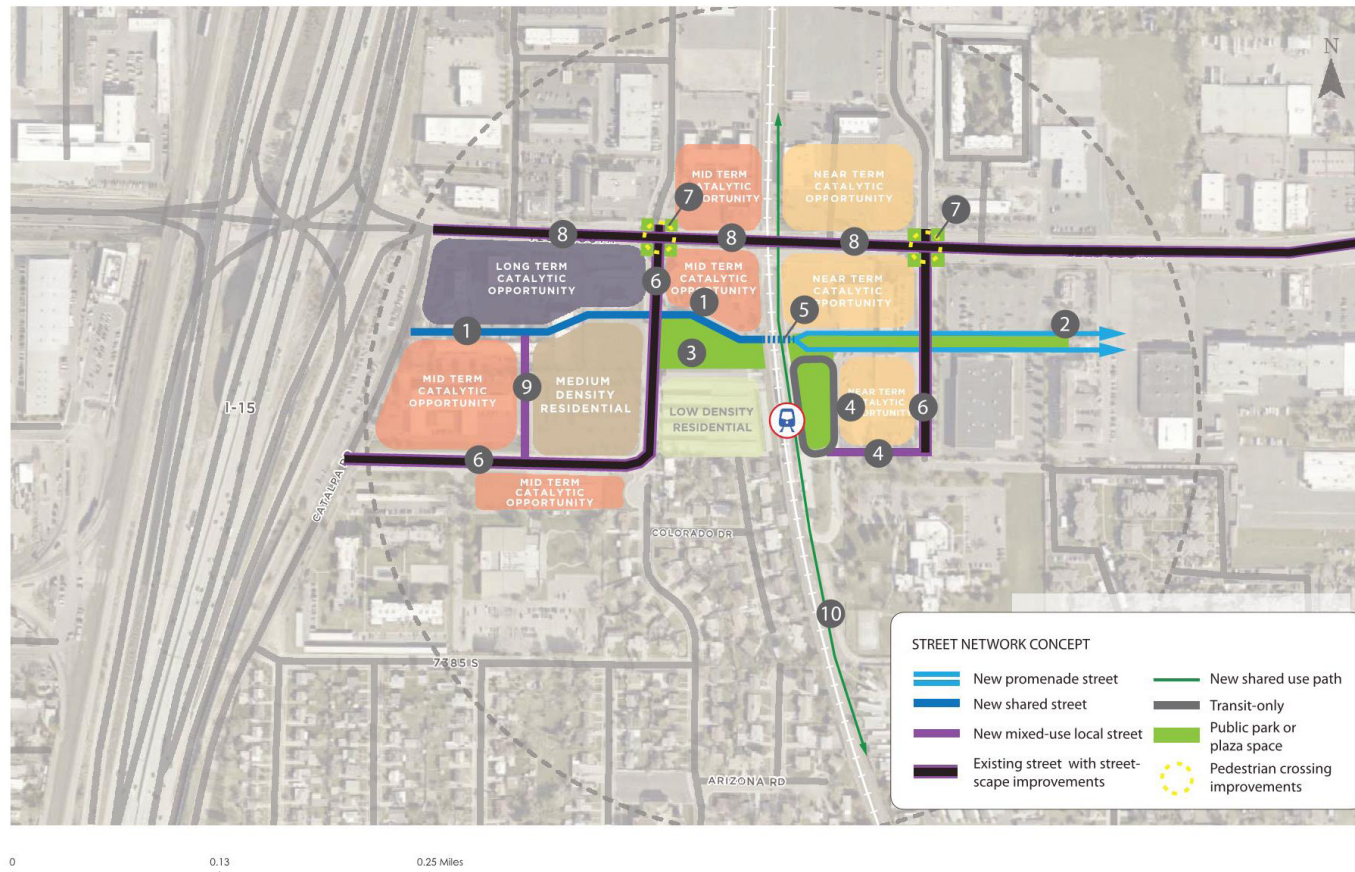 N
MID TERM
CATALYTIC
OPPORTUNITY
NEAR TERM
CATALYTIC
OPPORTUNITY
7
7
8
8
8
LONG TERM
CATALYTIC
OPPORTUNITY
6
MID TERM
CATALYTIC
OPPORTUNITY
NEAR TERM
CATALYTIC
OPPORTUNITY
1
5
1
2
3
MID TERM
CATALYTIC
OPPORTUNITY
9
MEDIUM
DENSITY
RESIDENTIAL
LOW DENSITY
RESIDENTIAL
4
NEAR TERM
CATALYTIC
OPPORTUNITY
6
I-15
4
6
CATALPA RD
MID TERM
CATALYTIC
OPPORTUNITY
COLORADO DR
10
7385 S
ARIZONA RD
STREET NETWORK CONCEPT
New promenade street
New shared street
New mixed-use local street
Existing street with street-
scape improvements
New shared use path
Transit-only
Public park or
plaza space
Pedestrian crossing
improvements
0
0.13
0.25 Miles